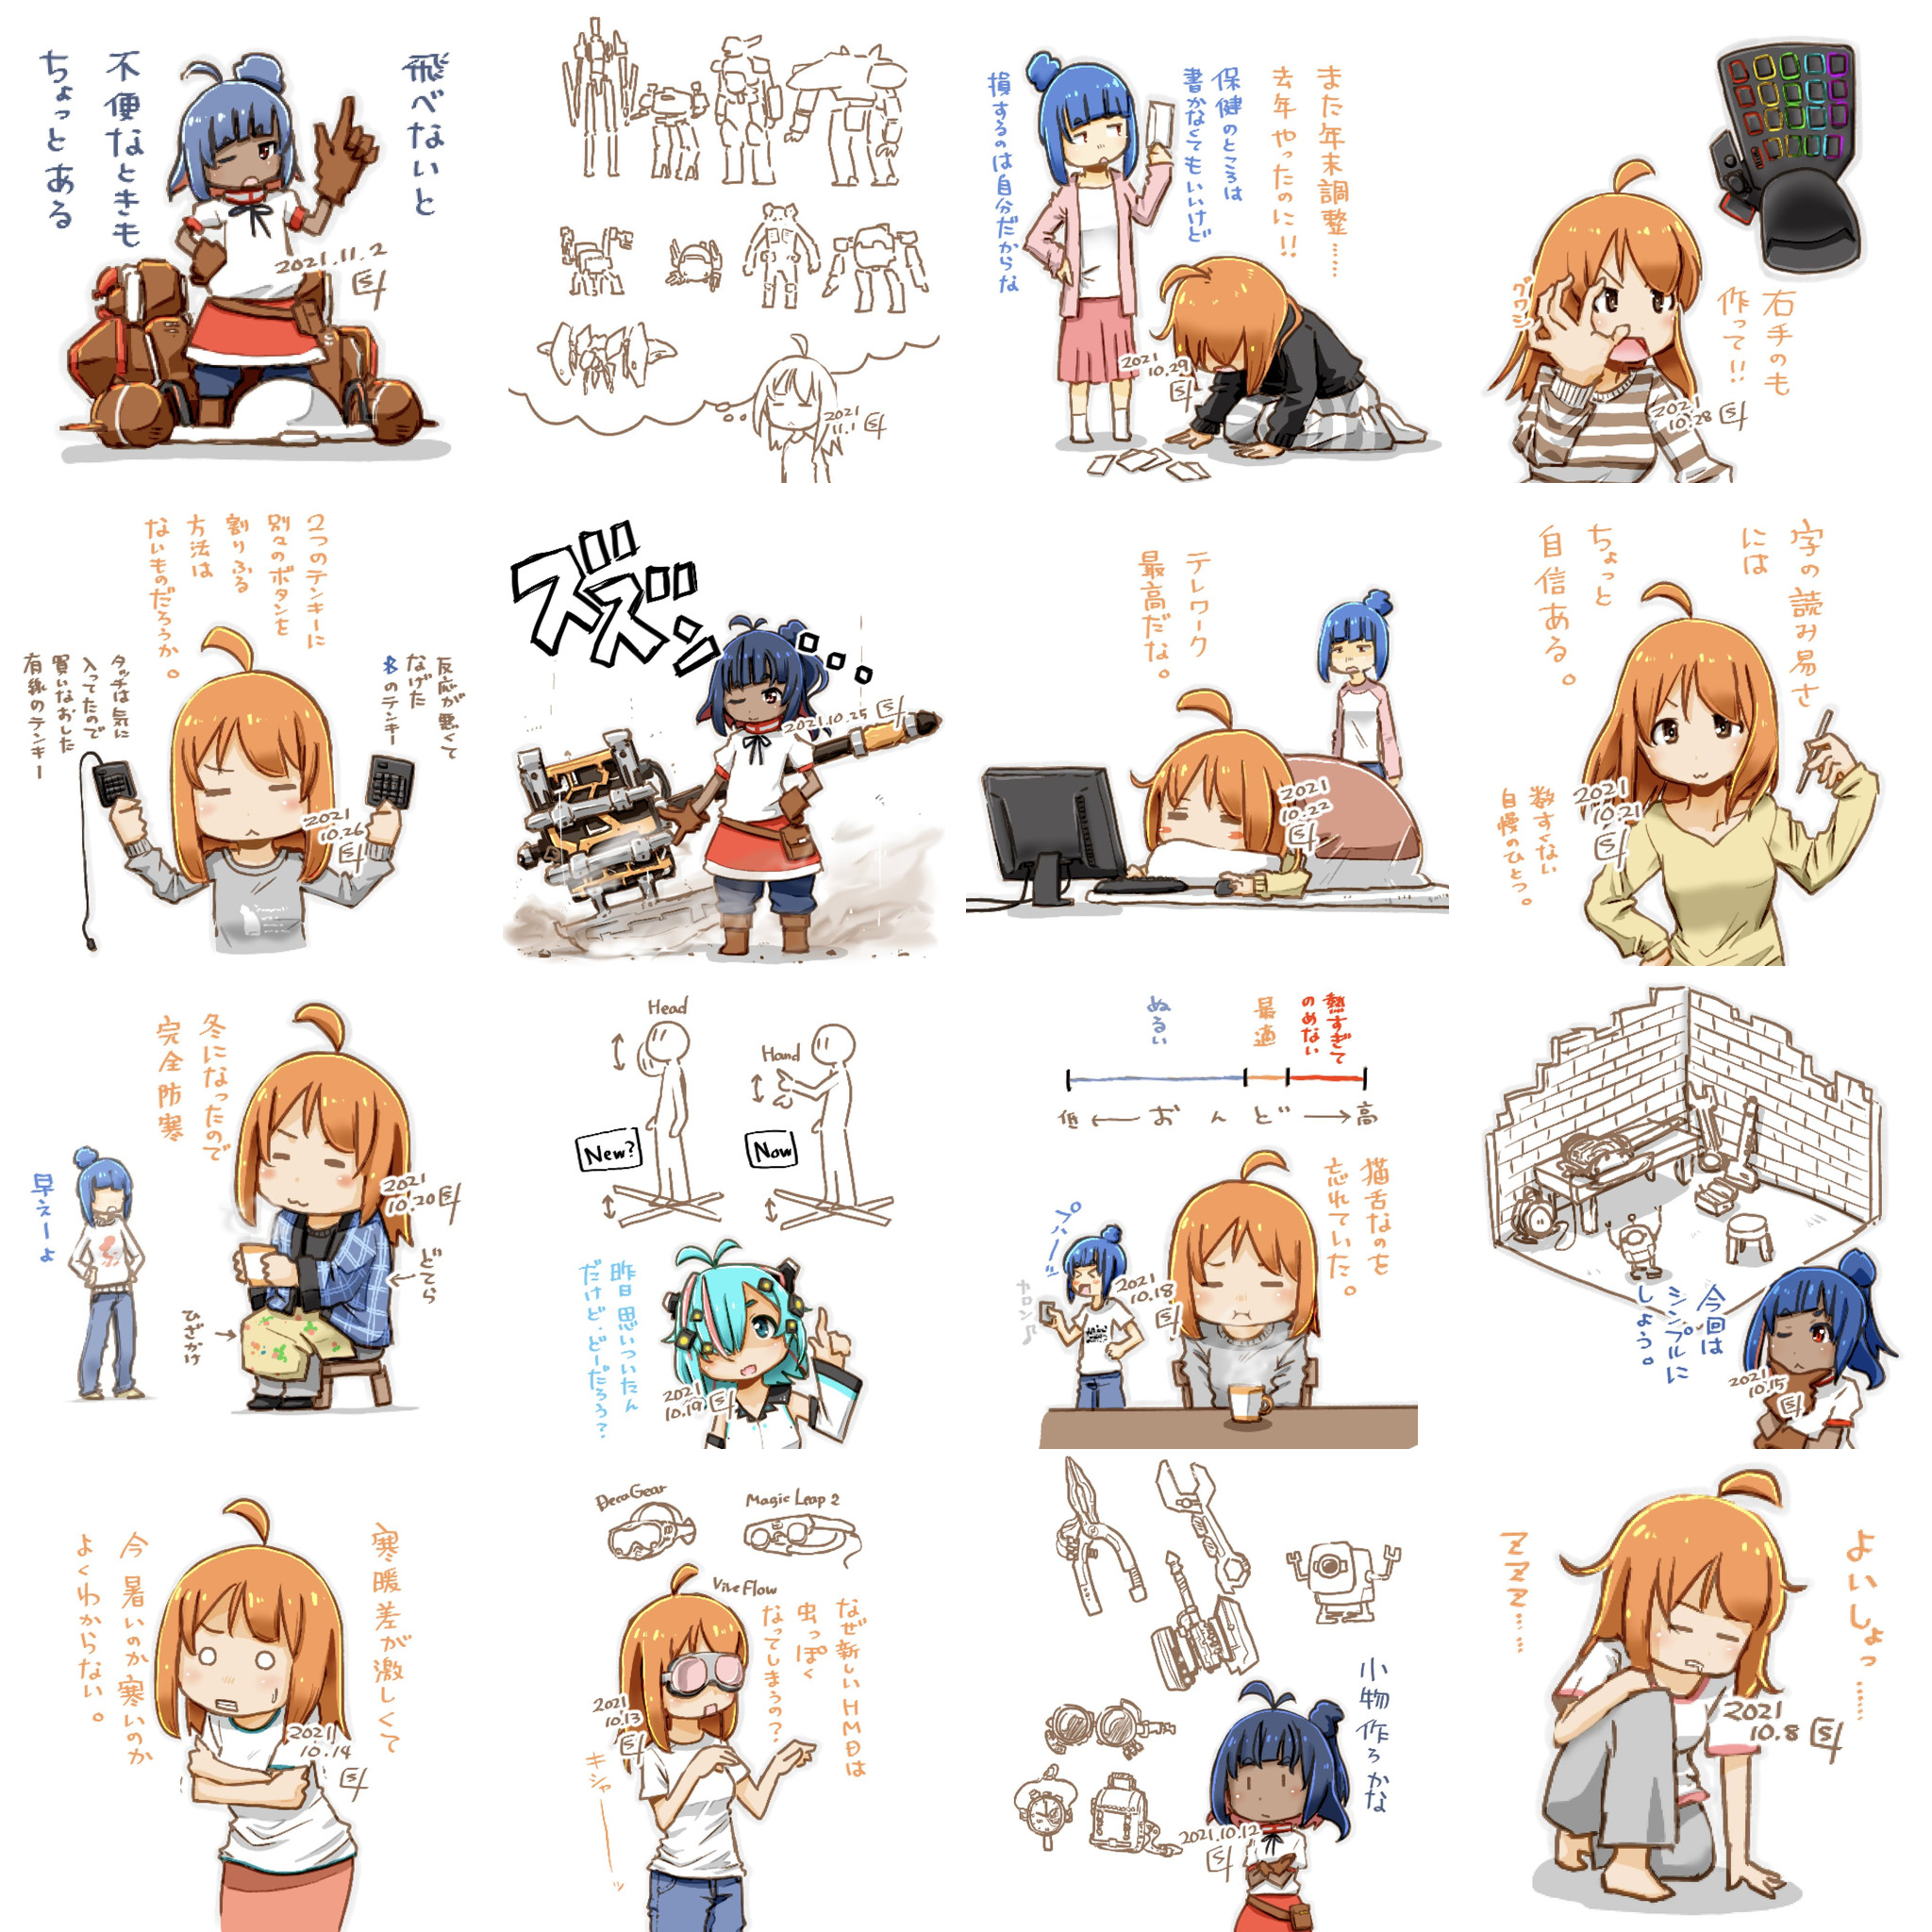 飛べないと
不便なときも
ちょっとある
2021.11.2
2021
11.1
また年末調整……
去年やったのに!!
保健のところは
書かなくてもいいけど
損するのは自分だからな
2021
10.29
右手のも
作って!!
グワシ
2021
10.28
2つのテンキーに
別々のボタンを
割りふる
方法は
ないものだろうか。
反応が悪くて
なげた
Bのテンキー
タッチは気に
入ってたので
買いなおした
有線のテンキー
2021
10.26
ズズゥン...
2021.10.25
テレワーク
最高だな。
2021
10.22
字の読み易さ
には
ちょっと
自信ある。
数すくない
自慢のひとつ。
2021
10.21
冬になったので
完全防寒
早えーよ
どてら
ひざかけ
2021
10.20
Head
Hand
New?
Now
昨日思いついたん
だけど、どーだろう?
2021
10.19
熱すぎて
のめない
最適
ぬるい
低 ← おんど → 高
猫舌なのを
忘れていた。
カロン♪
2021
10.18
今回は
シンプルに
しよう。
2021
10.15
寒暖差が激しくて
今暑いのか寒いのか
よくわからない。
2021
10.14
DecaGear
Magic Leap 2
Vive Flow
なぜ新しいHMDは
虫っぽく
なってしまうの?
キシャーッ
2021
10.13
小物作ろかな
2021.10.12
よいしょっ……
ZZZZ……
2021
10.8